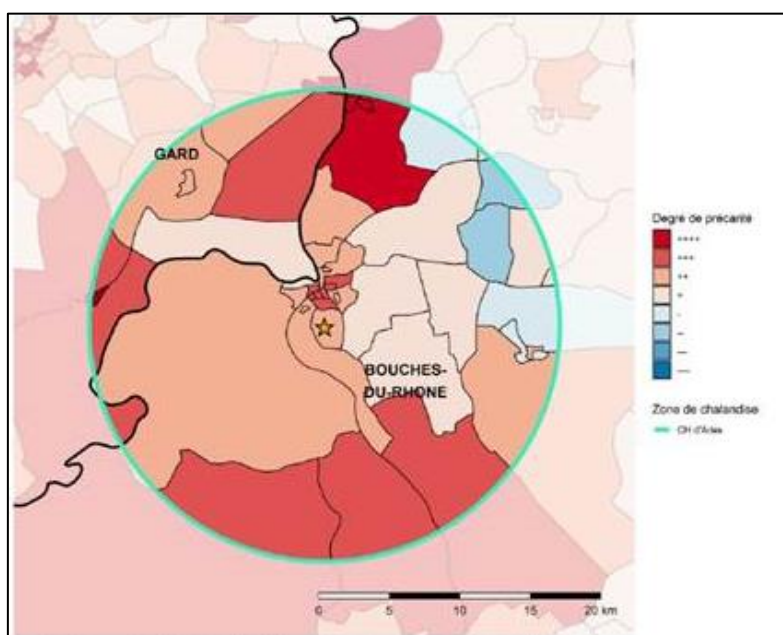 GARD
BOUCHES-
DU-RHONE
0 5 10 15 20 km
Degré de précarité
++++
+++
++
+
-
--
---
----
Zone de chalandise
CH d'Arles